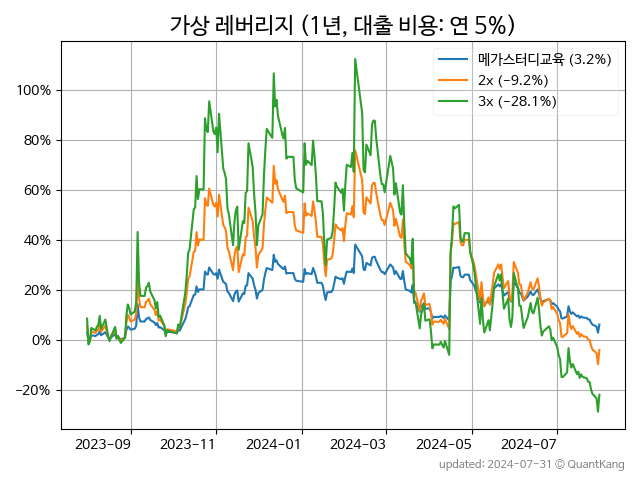 가상 레버리지 (1년, 대출 비용: 연 5%)
메가스터디교육 (3.2%)
2x (−9.2%)
3x (−28.1%)
100%
80%
60%
40%
20%
0%
−20%
2023-09
2023-11
2024-01
2024-03
2024-05
2024-07
updated: 2024-07-31 © QuantKang